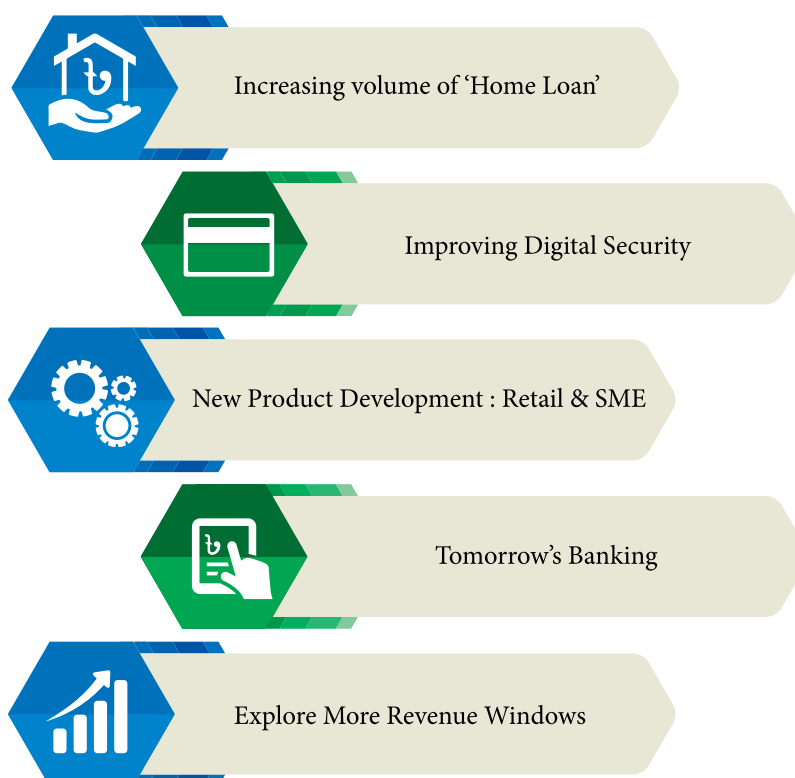 ৳
Increasing volume of ‘Home Loan’
Improving Digital Security
New Product Development : Retail & SME
৳
Tomorrow’s Banking
Explore More Revenue Windows